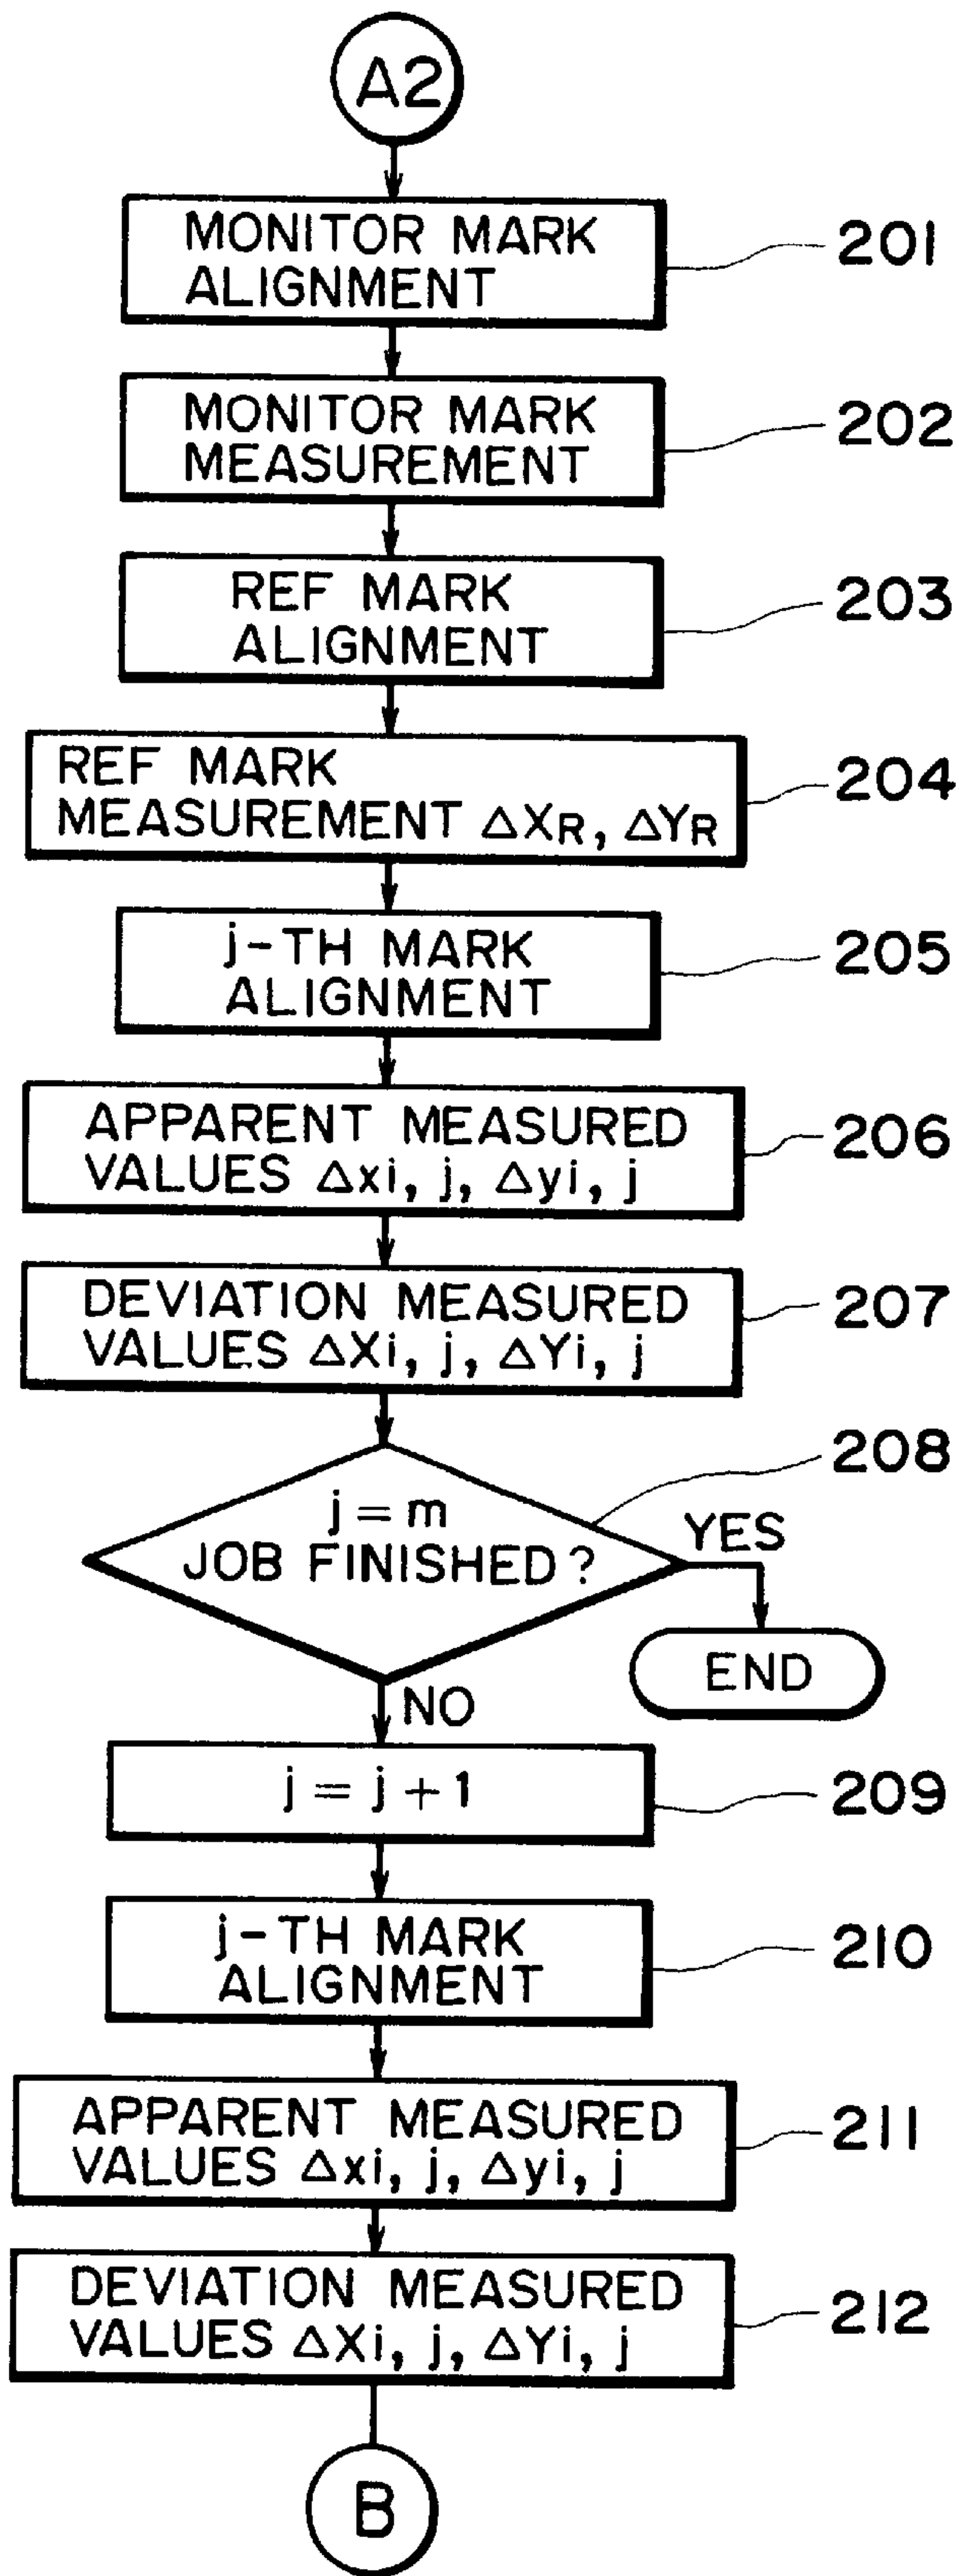 A2
MONITOR MARK
ALIGNMENT
201
MONITOR MARK
MEASUREMENT
202
REF MARK
ALIGNMENT
203
REF MARK
MEASUREMENT ΔXR, ΔYR
204
j-TH MARK
ALIGNMENT
205
APPARENT MEASURED
VALUES Δxi, j, Δyi, j
206
DEVIATION MEASURED
VALUES ΔXi, j, ΔYi, j
207
208
j = m
JOB FINISHED?
YES
END
NO
j = j + 1
209
j-TH MARK
ALIGNMENT
210
APPARENT MEASURED
VALUES Δxi, j, Δyi, j
211
DEVIATION MEASURED
VALUES ΔXi, j, ΔYi, j
212
B